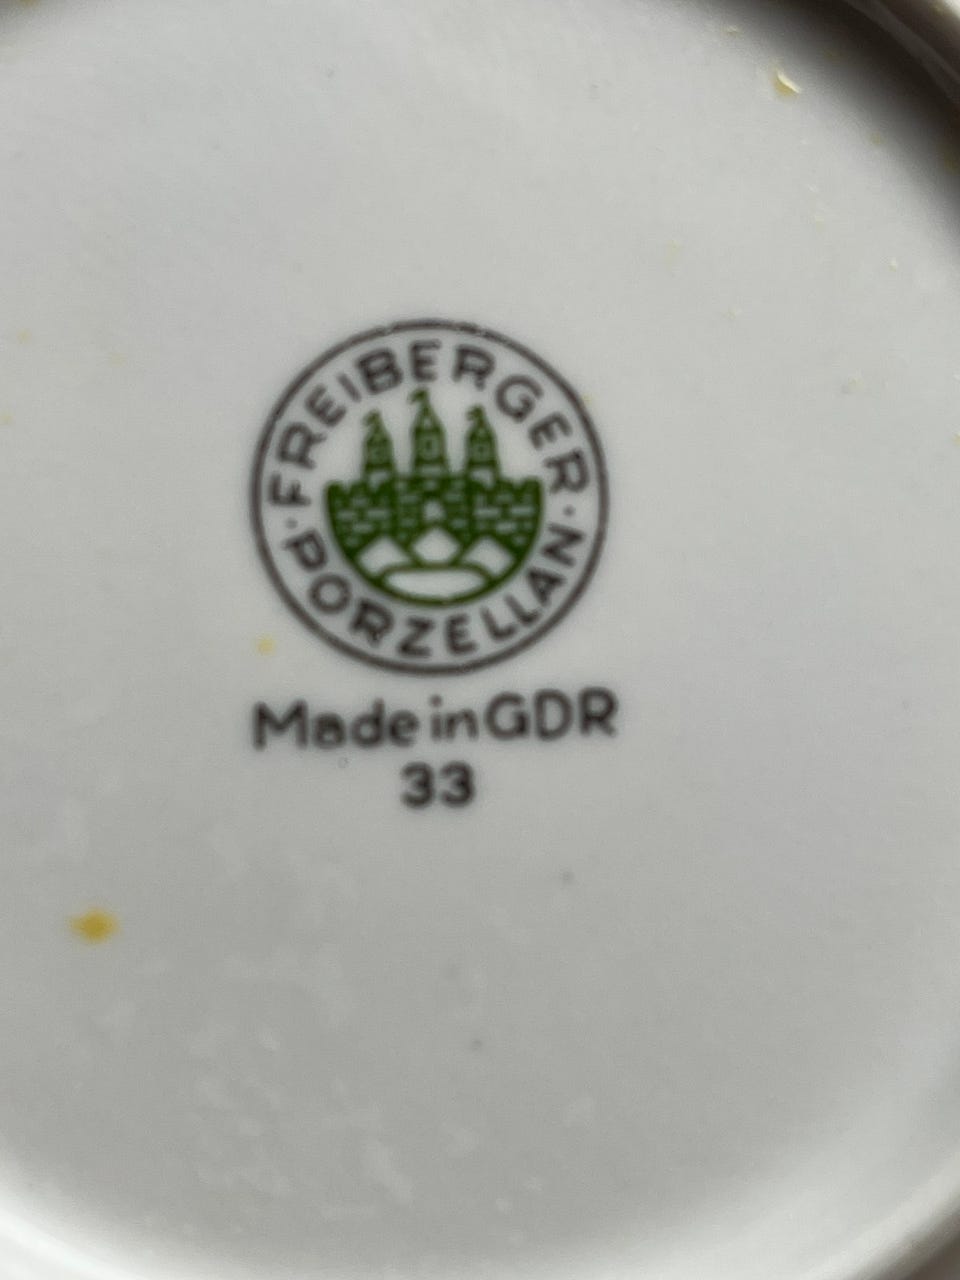 FREIBERGER
· PORZELLAN ·
Made in GDR
33